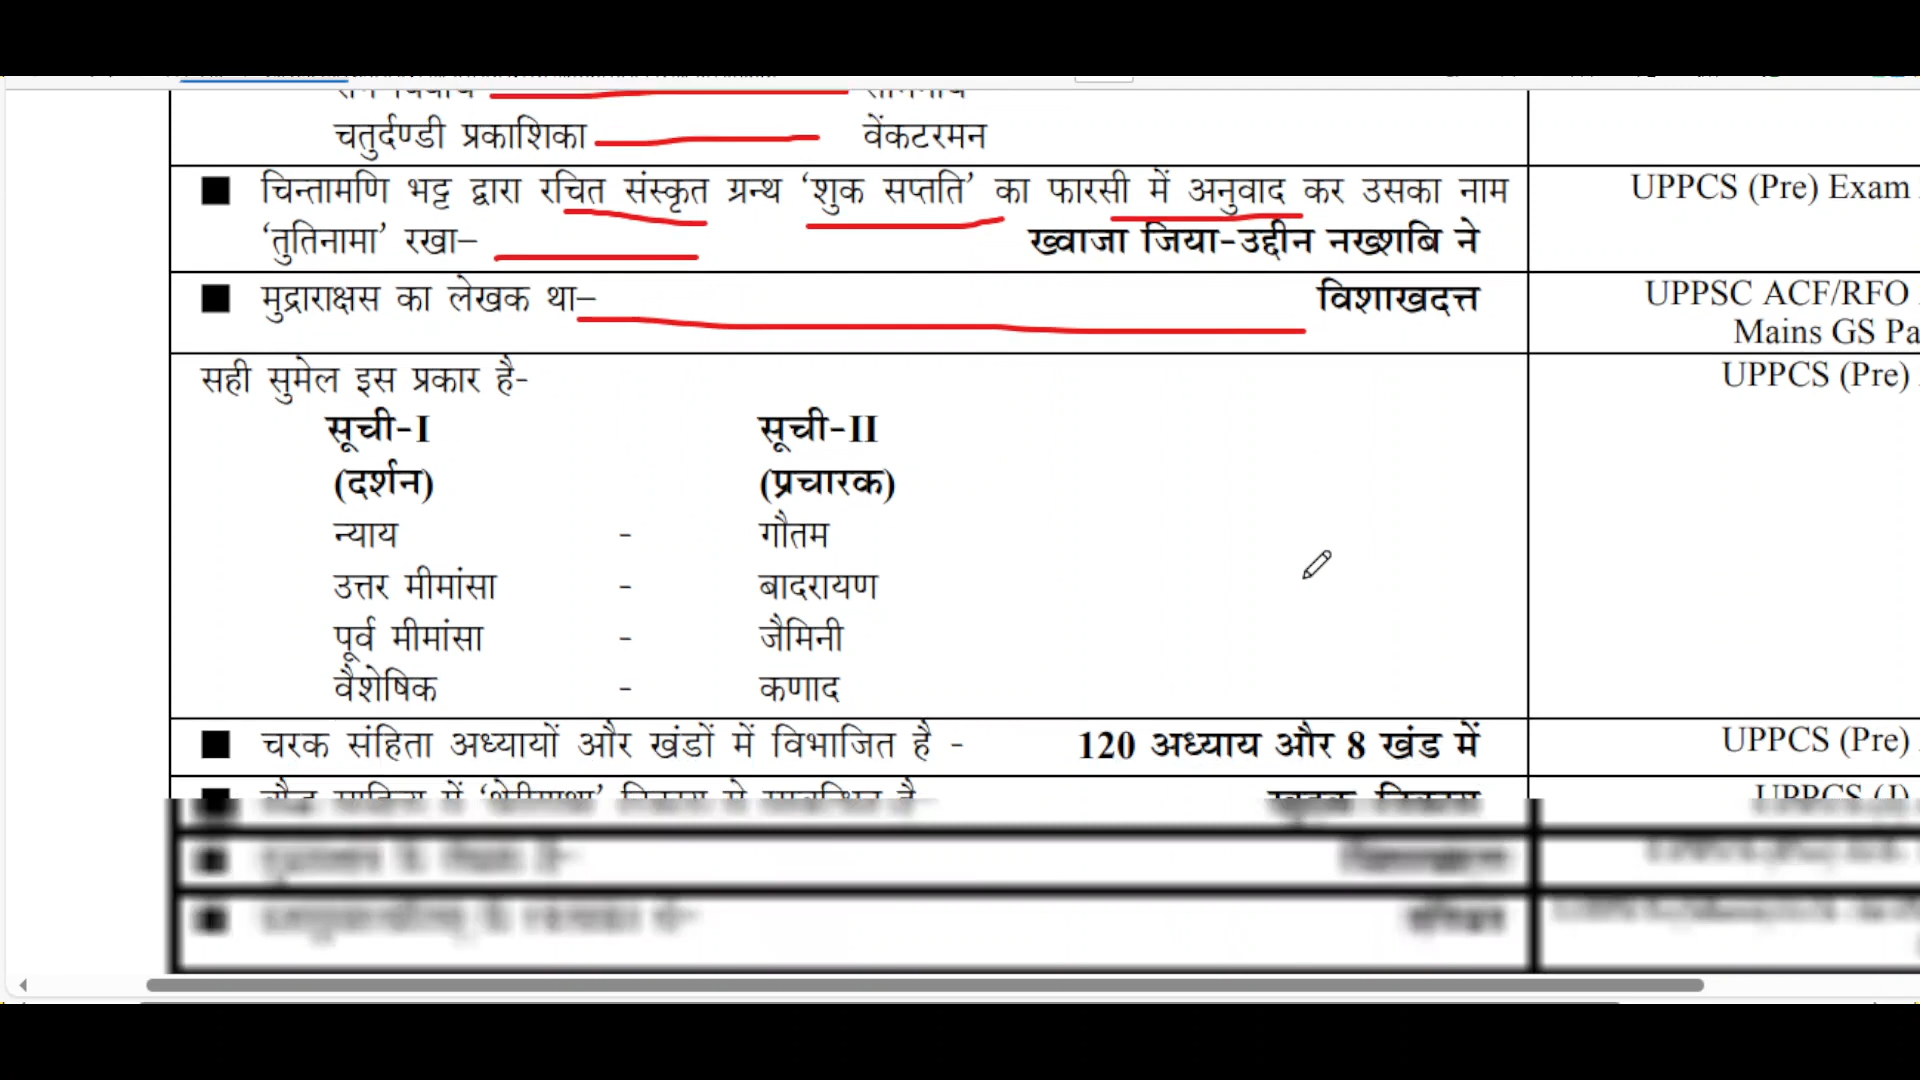 चतुर्दण्डी प्रकाशिका वेंकटरमन
■ चिन्तामणि भट्ट द्वारा रचित संस्कृत ग्रन्थ ‘शुक सप्तति’ का फारसी में अनुवाद कर उसका नाम UPPCS (Pre) Exam
‘तुतिनामा’ रखा– ख्वाजा जिया-उद्दीन नख्शबि ने
■ मुद्राराक्षस का लेखक था– विशाखदत्त UPPSC ACF/RFO
Mains GS Pa
सही सुमेल इस प्रकार है- UPPCS (Pre)
सूची-I सूची-II
(दर्शन) (प्रचारक)
न्याय - गौतम
उत्तर मीमांसा - बादरायण
पूर्व मीमांसा - जैमिनी
वैशेषिक - कणाद
■ चरक संहिता अध्यायों और खंडों में विभाजित है - 120 अध्याय और 8 खंड में UPPCS (Pre)